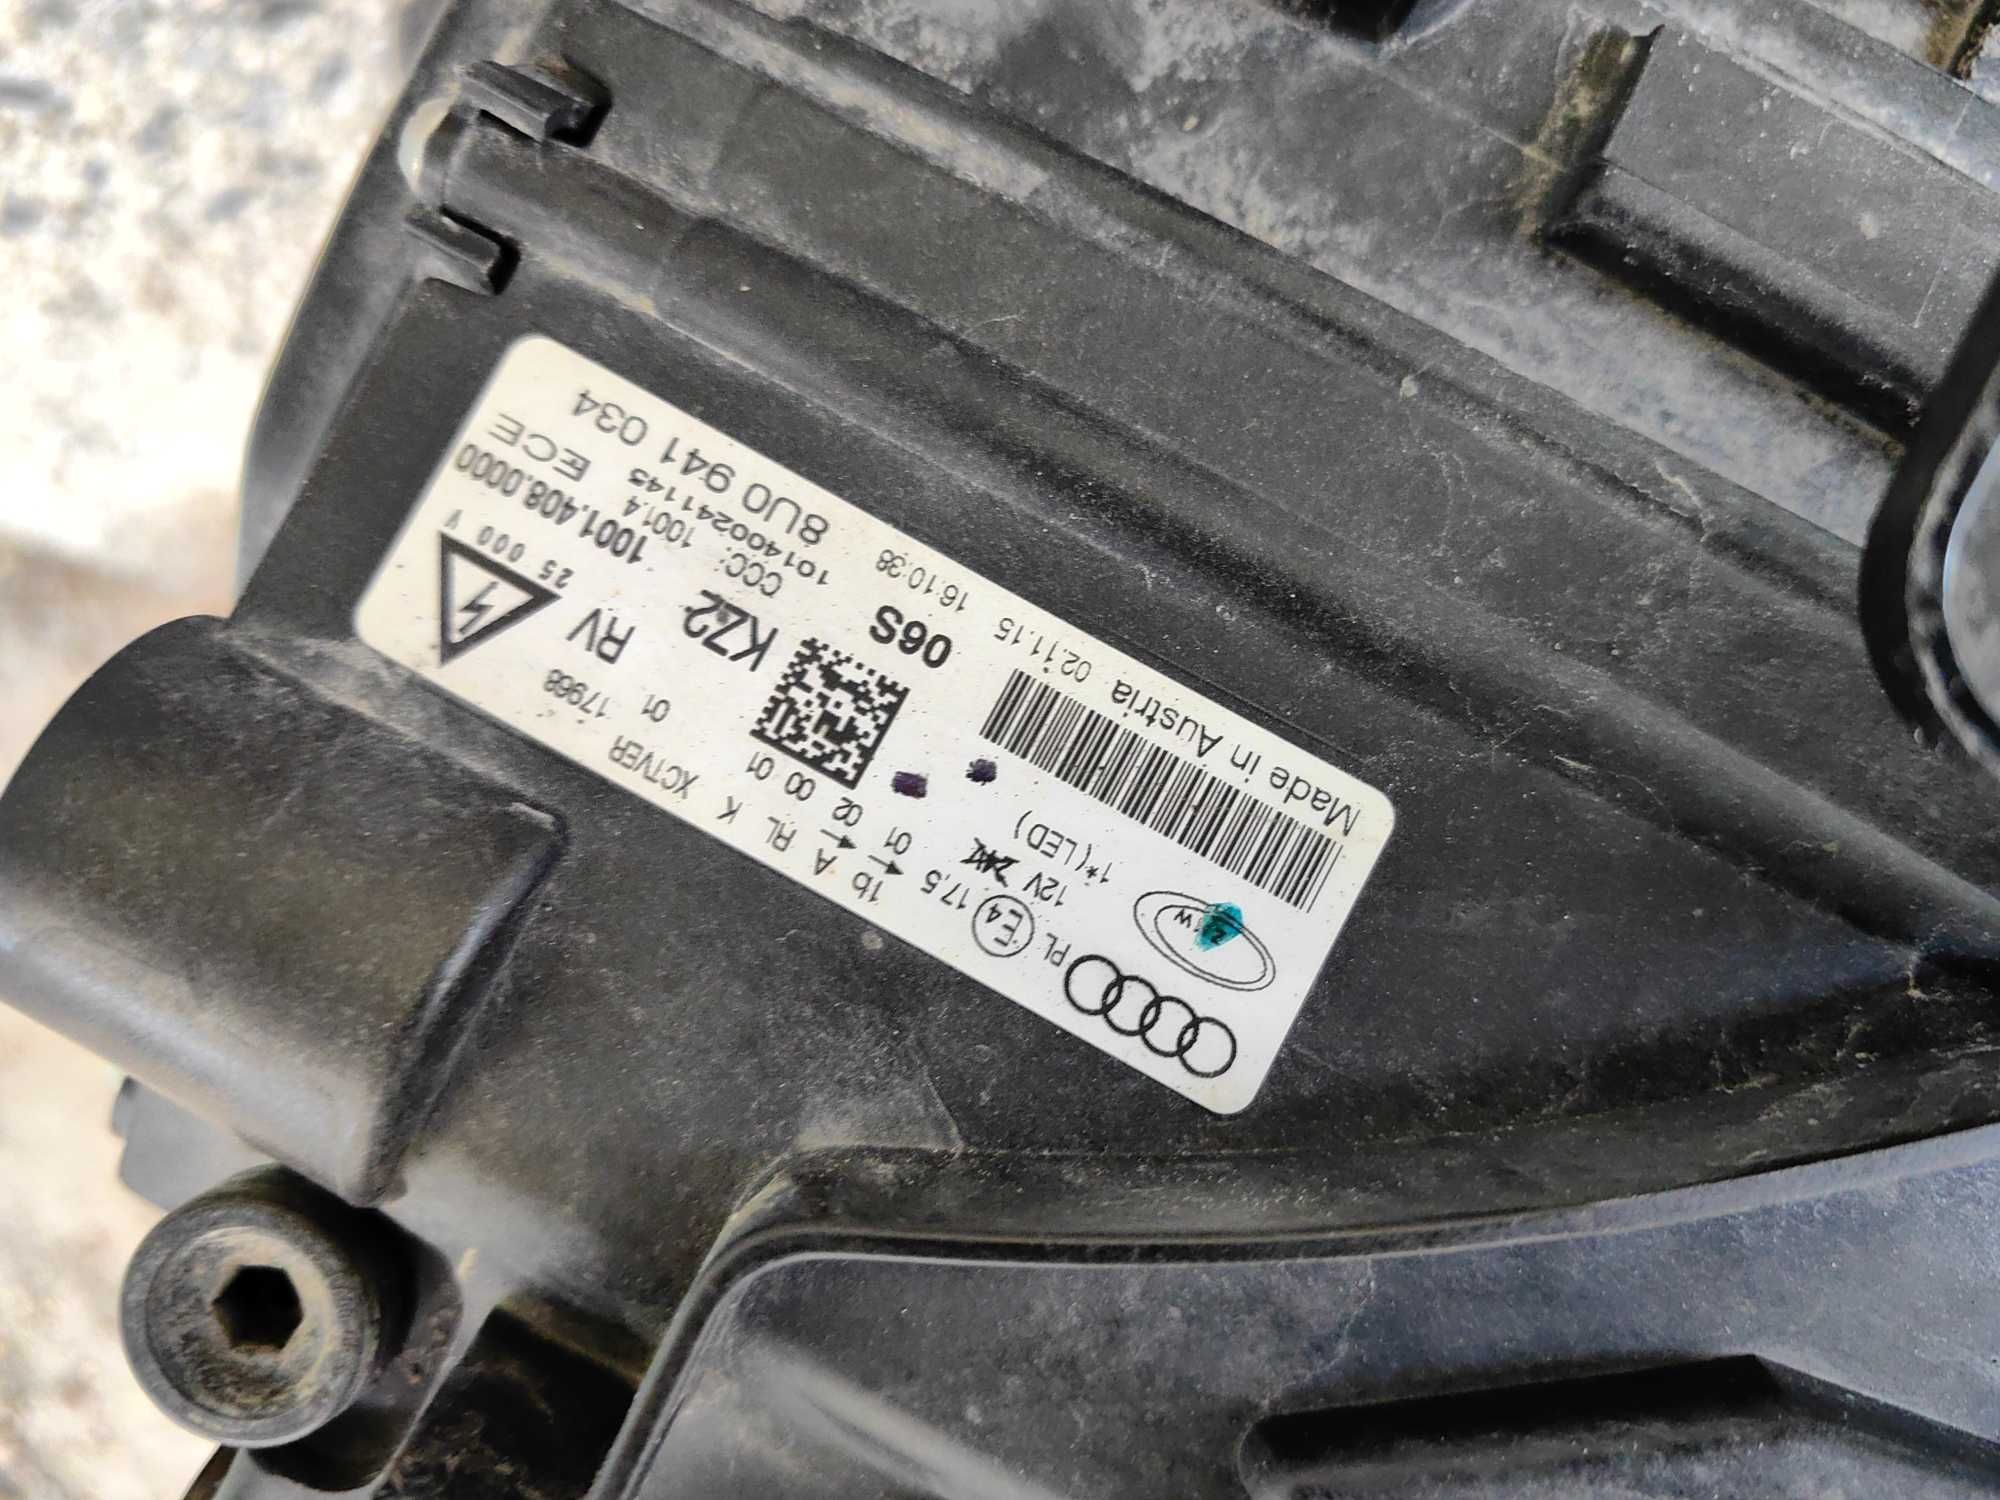 PL E4 17,5 1b A RL K XCTVER 17968
12V 24V 01 02 00 01 01 RV
1*(LED) KZ2
25 000 V
1001.408.0000
CCC: 1001.4 ECE
06S
Made in Austria 02.11.15 16:10:38
8U0 941 034